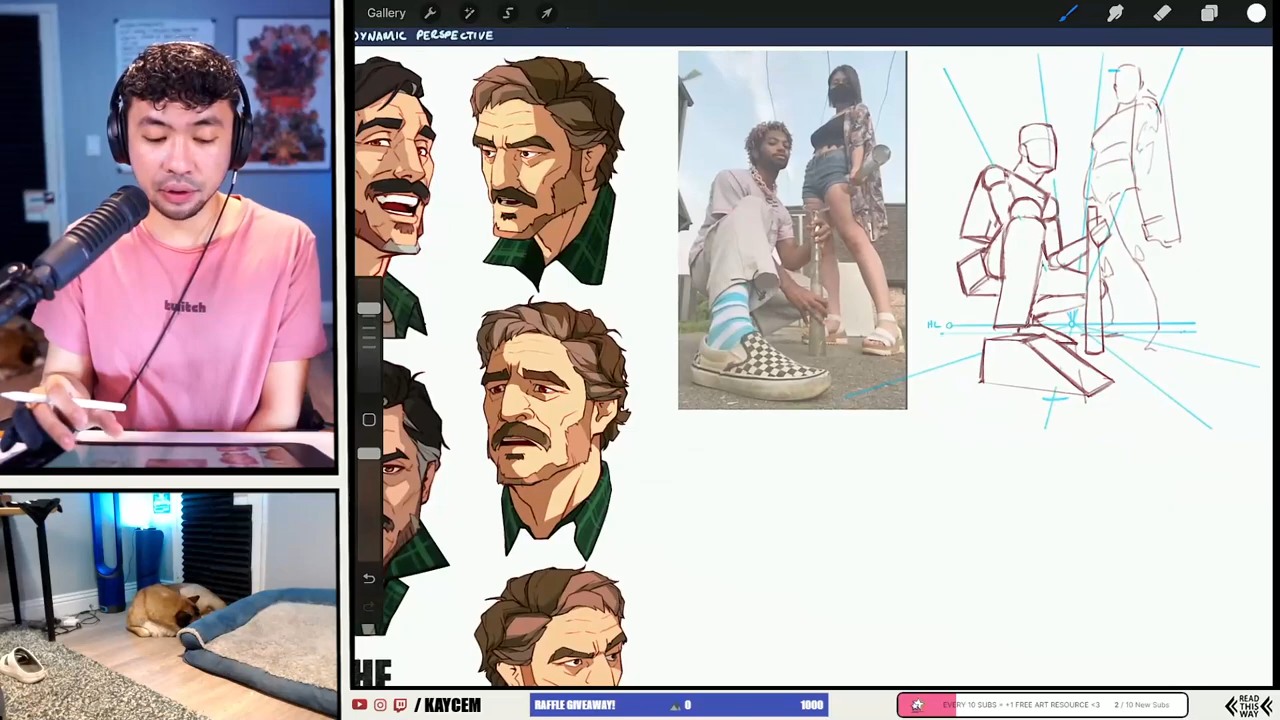 Gallery
DYNAMIC PERSPECTIVE
twitch
HL
HE
/ KAYCEM
RAFFLE GIVEAWAY!
0
1000
EVERY 10 SUBS = +1 FREE ART RESOURCE <3
2 / 10 New Subs
READ
THIS
WAY